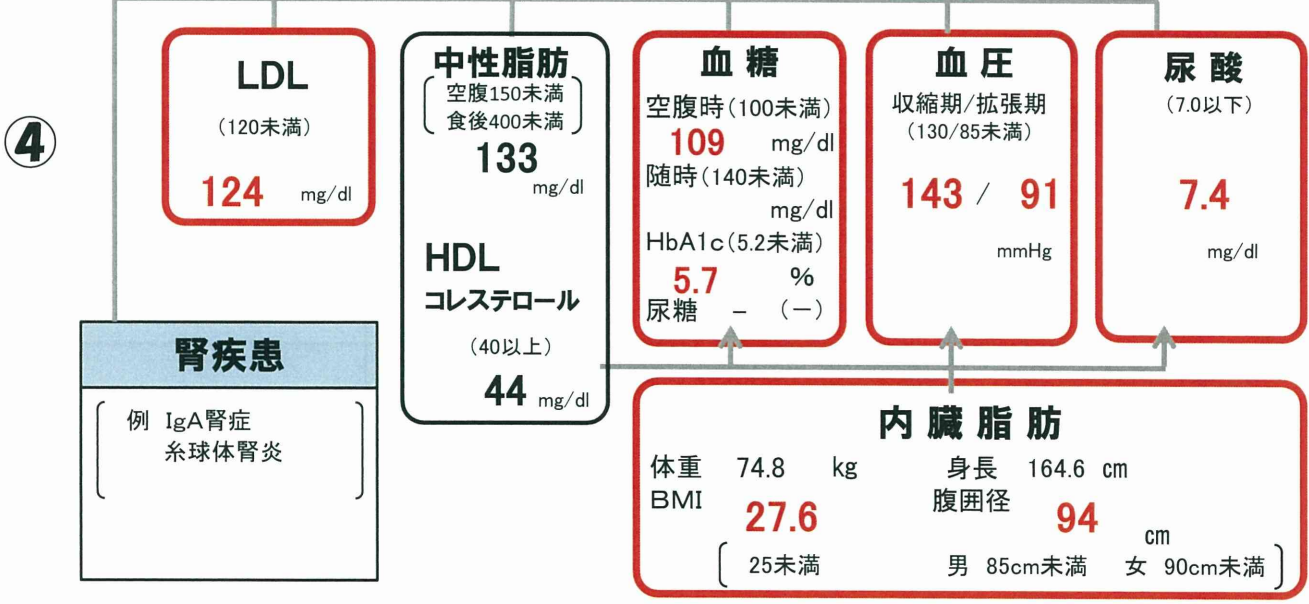 ④
LDL
(120未満)
124 mg/dl
中性脂肪
空腹150未満
食後400未満
133
mg/dl
HDL
コレステロール
(40以上)
44 mg/dl
血糖
空腹時(100未満)
109 mg/dl
随時(140未満)
mg/dl
HbA1c(5.2未満)
5.7 %
尿糖 － (－)
血圧
収縮期/拡張期
(130/85未満)
143 / 91
mmHg
尿酸
(7.0以下)
7.4
mg/dl
腎疾患
例 IgA腎症
糸球体腎炎
内臓脂肪
体重 74.8 kg 身長 164.6 cm
BMI 27.6 腹囲径 94 cm
25未満 男 85cm未満 女 90cm未満